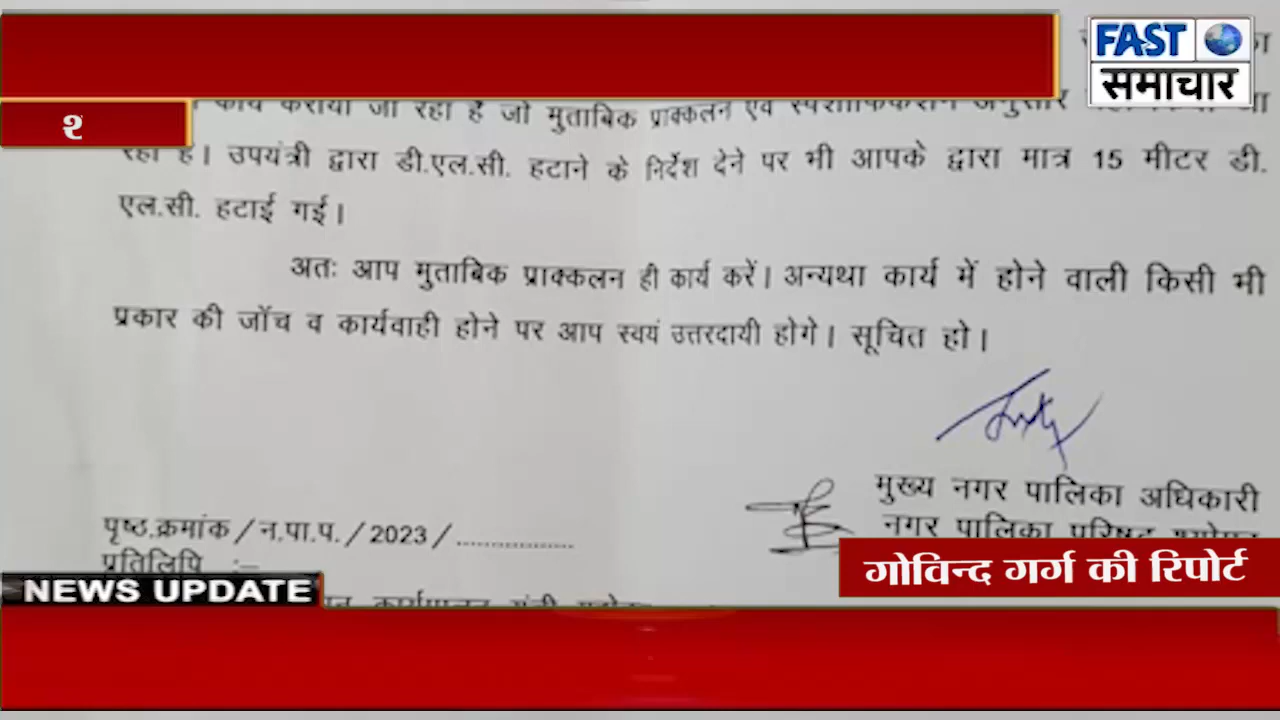 FAST
समाचार
कार्य कराया जा रहा है जो मुताबिक प्राक्कलन एवं स्पेशीफिकेशन अनुसार
रहा है। उपयंत्री द्वारा डी.एल.सी. हटाने के निर्देश देने पर भी आपके द्वारा मात्र 15 मीटर डी.
एल.सी. हटाई गई।
अतः आप मुताबिक प्राक्कलन ही कार्य करें। अन्यथा कार्य में होने वाली किसी भी
प्रकार की जॉच व कार्यवाही होने पर आप स्वयं उत्तरदायी होगे। सूचित हो।
मुख्य नगर पालिका अधिकारी
नगर पालिका परिषद
पृष्ठ.क्रमांक/न.पा.प./2023/..................
प्रतिलिपि :–
गोविन्द गर्ग की रिपोर्ट
NEWS UPDATE